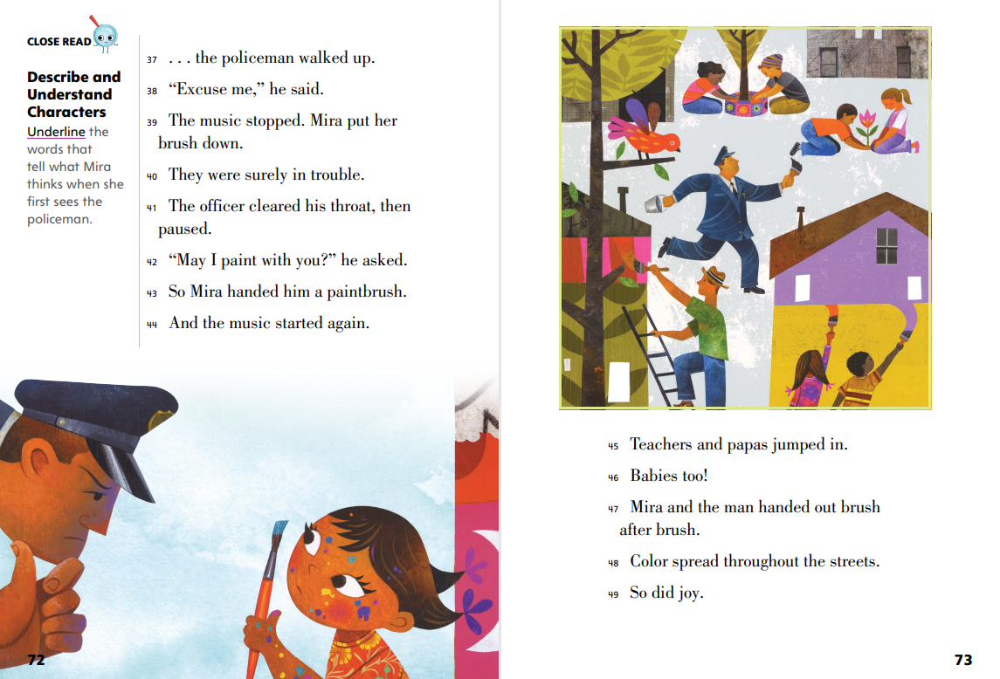 CLOSE READ
Describe and
Understand
Characters
Underline the
words that
tell what Mira
thinks when she
first sees the
policeman.
37 . . . the policeman walked up.
38 “Excuse me,” he said.
39 The music stopped. Mira put her
brush down.
40 They were surely in trouble.
41 The officer cleared his throat, then
paused.
42 “May I paint with you?” he asked.
43 So Mira handed him a paintbrush.
44 And the music started again.
72
45 Teachers and papas jumped in.
46 Babies too!
47 Mira and the man handed out brush
after brush.
48 Color spread throughout the streets.
49 So did joy.
73